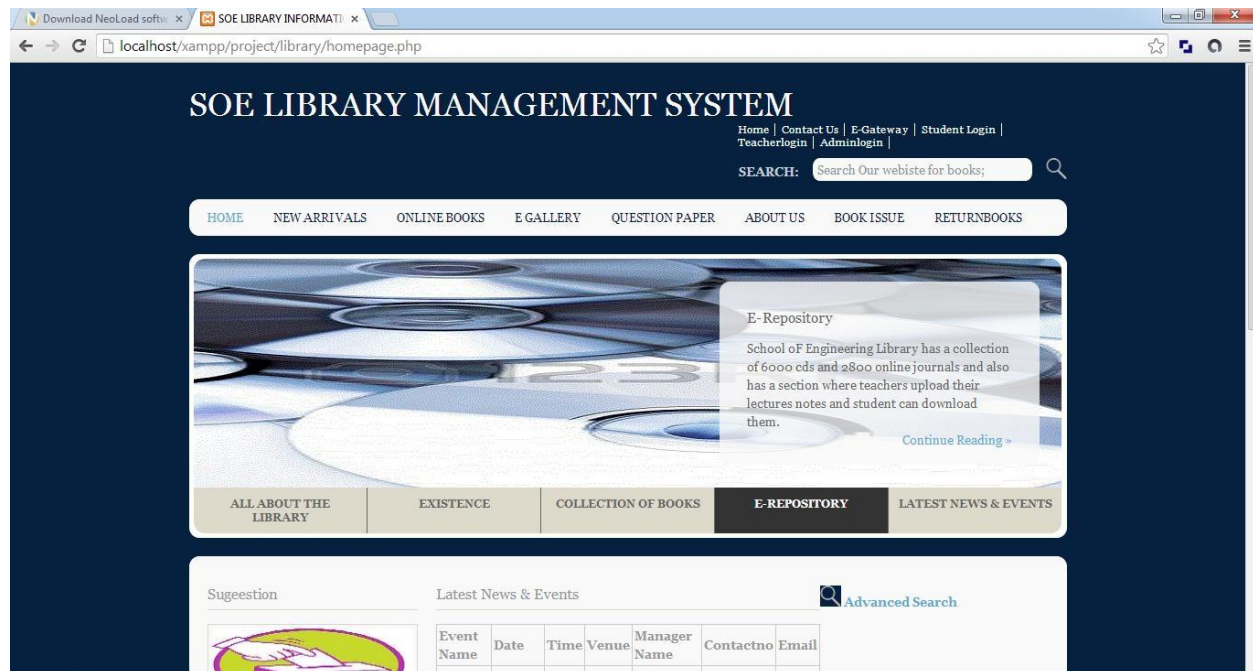 Download NeoLoad softw
SOE LIBRARY INFORMATI
localhost/xampp/project/library/homepage.php
SOE LIBRARY MANAGEMENT SYSTEM
Home | Contact Us | E-Gateway | Student Login |
Teacherlogin | Adminlogin |
SEARCH: Search Our webiste for books;
HOME NEW ARRIVALS ONLINE BOOKS E GALLERY QUESTION PAPER ABOUT US BOOK ISSUE RETURNBOOKS
E-Repository
School oF Engineering Library has a collection
of 6000 cds and 2800 online journals and also
has a section where teachers upload their
lectures notes and student can download
them.
Continue Reading »
ALL ABOUT THE
LIBRARY
EXISTENCE
COLLECTION OF BOOKS
E-REPOSITORY
LATEST NEWS & EVENTS
Sugeestion
Latest News & Events
Advanced Search
Event
Name
Date
Time
Venue
Manager
Name
Contactno
Email